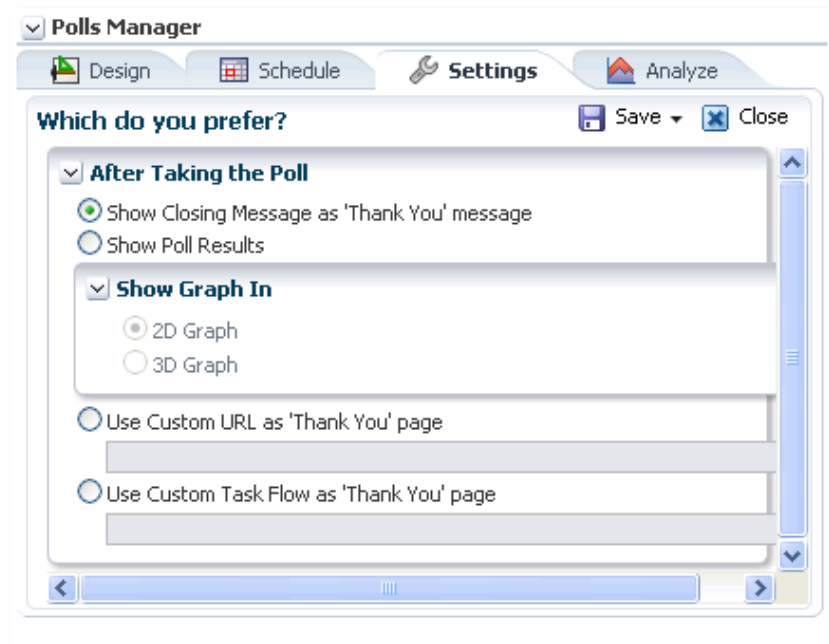 Polls Manager
Design Schedule Settings Analyze
Which do you prefer? Save Close
After Taking the Poll
Show Closing Message as 'Thank You' message
Show Poll Results
Show Graph In
2D Graph
3D Graph
Use Custom URL as 'Thank You' page
Use Custom Task Flow as 'Thank You' page